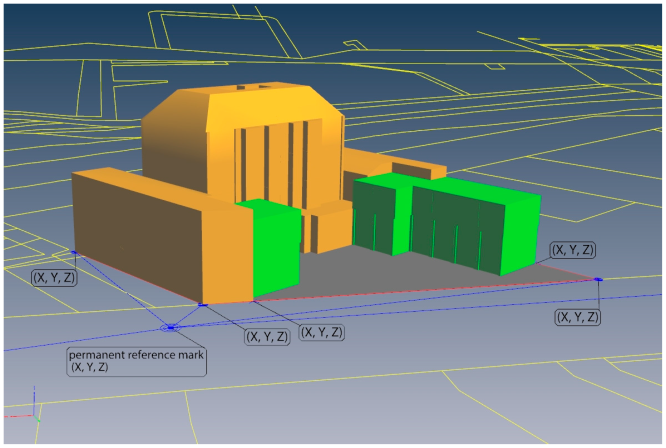 (X, Y, Z)
(X, Y, Z)
(X, Y, Z)
(X, Y, Z)
(X, Y, Z)
permanent reference mark
(X, Y, Z)